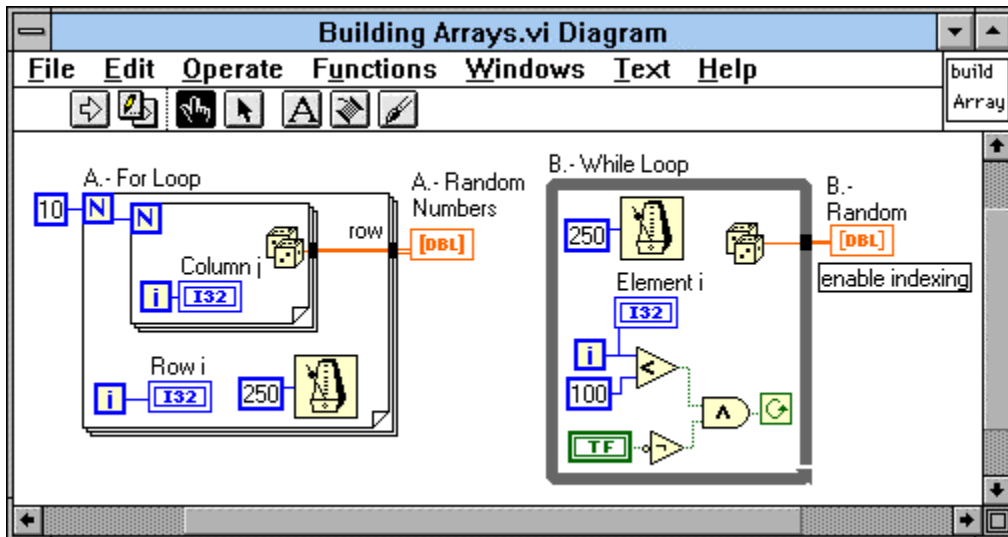 Building Arrays.vi Diagram
File Edit Operate Functions Windows Text Help
build
Array
A
A.- For Loop
10
N
N
Column j
i
I32
row
Row i
i
I32
250
A.- Random
Numbers
[DBL]
B.- While Loop
250
Element i
I32
i
100
<
TF
B.-
Random
[DBL]
enable indexing